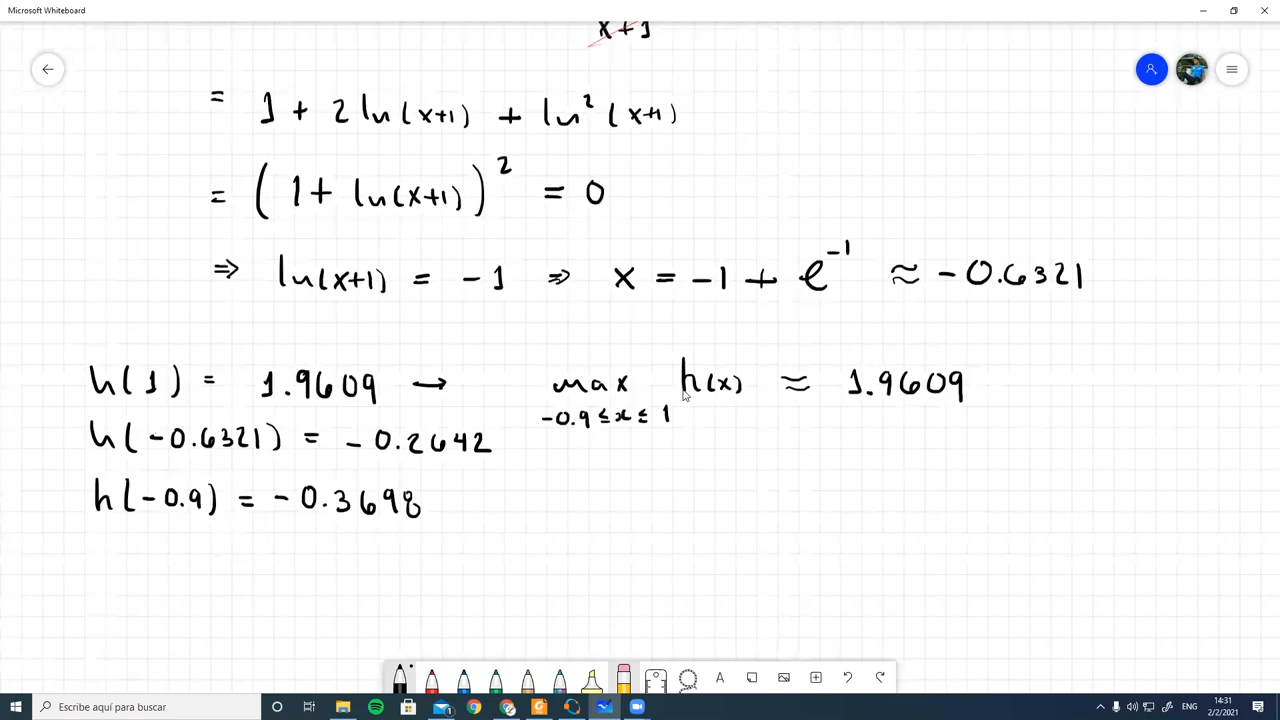 Microsoft Whiteboard
x+1
= 1 + 2 ln(x+1) + ln²(x+1)
= (1 + ln(x+1))² = 0
⇒ ln(x+1) = -1 ⇒ x = -1 + e⁻¹ ≈ -0.6321
h(1) = 1.9609 → max h(x) ≈ 1.9609
-0.9 ≤ x ≤ 1
h(-0.6321) = -0.2642
h(-0.9) = -0.3698
Escribe aquí para buscar
ENG
14:31
2/2/2021